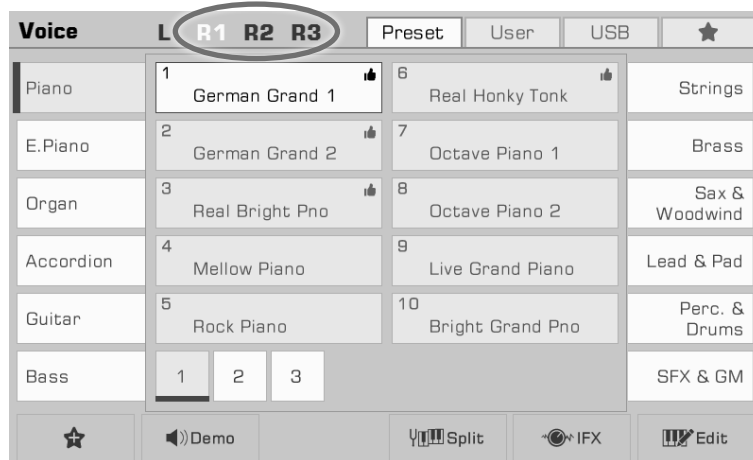 Voice L R1 R2 R3 Preset User USB
Piano
1 German Grand 1
6 Real Honky Tonk
Strings
E.Piano
2 German Grand 2
7 Octave Piano 1
Brass
Organ
3 Real Bright Pno
8 Octave Piano 2
Sax &
Woodwind
Accordion
4 Mellow Piano
9 Live Grand Piano
Lead & Pad
Guitar
5 Rock Piano
10 Bright Grand Pno
Perc. &
Drums
Bass
1 2 3
SFX & GM
Demo Split IFX Edit